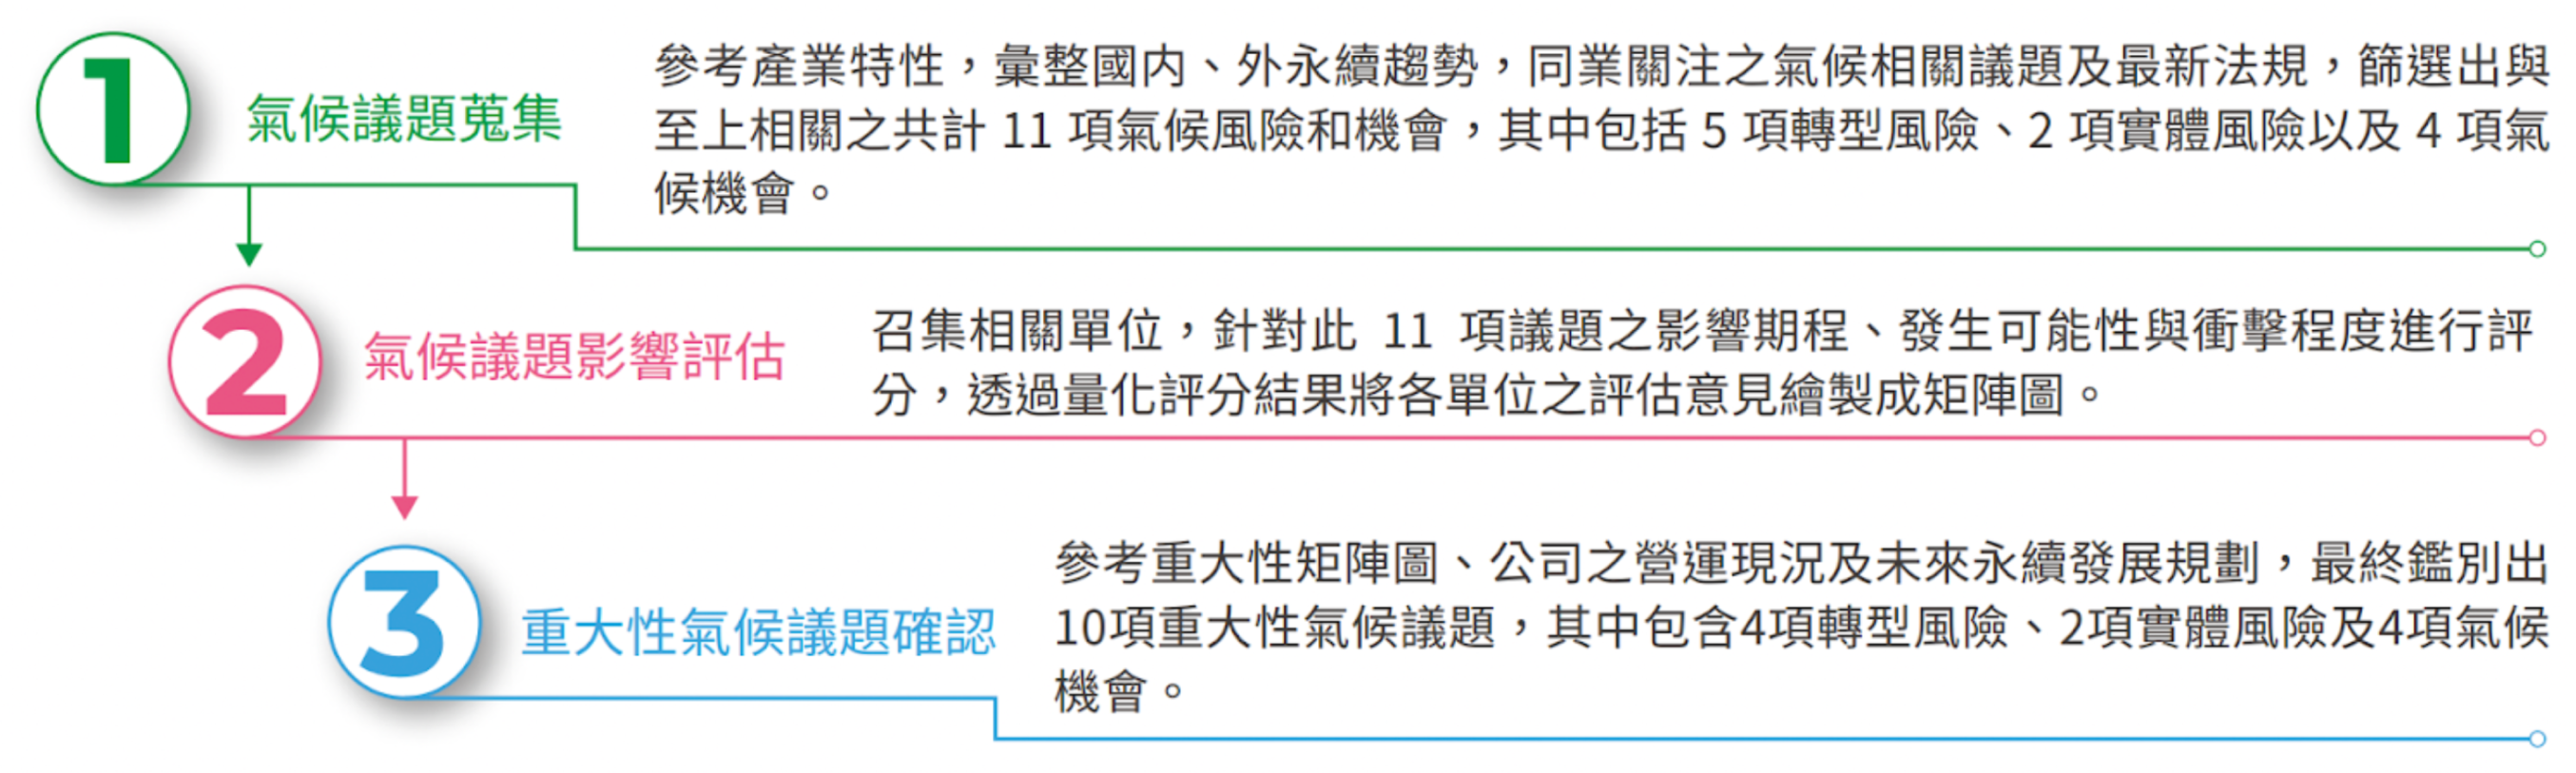 1
氣候議題蒐集
參考產業特性，彙整國內、外永續趨勢，同業關注之氣候相關議題及最新法規，篩選出與
至上相關之共計 11 項氣候風險和機會，其中包括 5 項轉型風險、2 項實體風險以及 4 項氣
候機會。
2
氣候議題影響評估
召集相關單位，針對此 11 項議題之影響期程、發生可能性與衝擊程度進行評
分，透過量化評分結果將各單位之評估意見繪製成矩陣圖。
3
重大性氣候議題確認
參考重大性矩陣圖、公司之營運現況及未來永續發展規劃，最終鑑別出
10項重大性氣候議題，其中包含4項轉型風險、2項實體風險及4項氣候
機會。